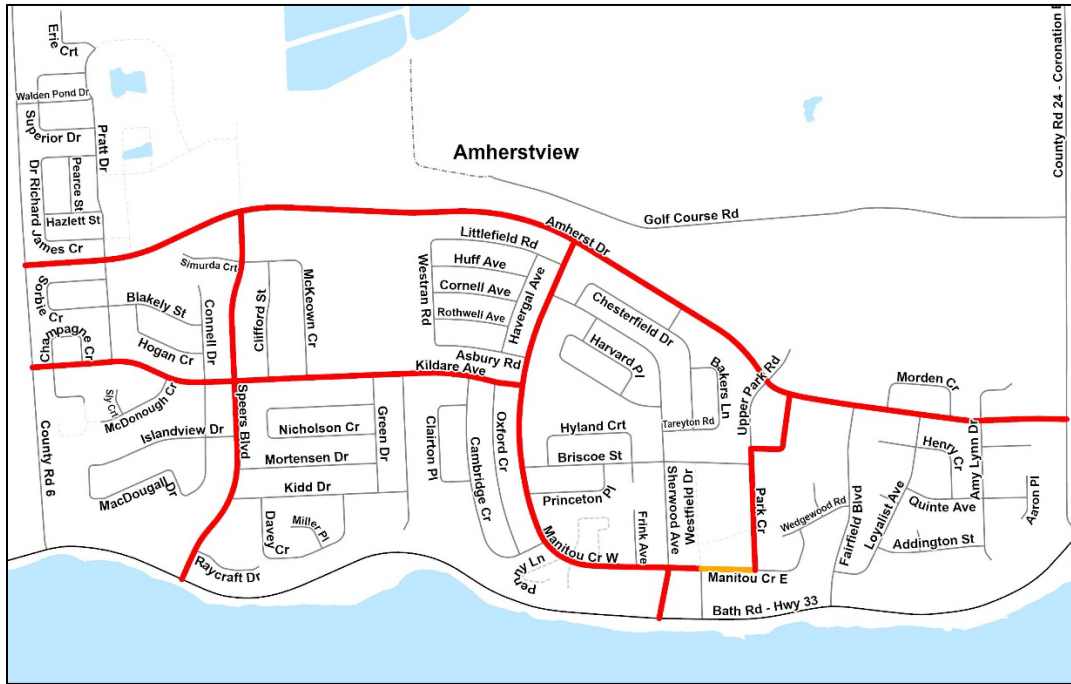 Erie
Crt
Walden Pond Dr
Superior Dr
Pratt Dr
Pearce St
Dr Richard James Cr
Hazlett St
Amherstview
County Rd 24 - Coronation B
Golf Course Rd
Amherst Dr
Littlefield Rd
Huff Ave
Cornell Ave
Rothwell Ave
Westran Rd
Havergal Ave
Asbury Rd
Kildare Ave
Simurda Crt
McKeown Cr
Clifford St
Connell Dr
Sorbie Cr
Blakely St
Champagne Cr
Hogan Cr
Sly Crt
McDonough Cr
Islandview Dr
MacDougall Dr
County Rd 6
Speers Blvd
Nicholson Cr
Mortensen Dr
Kidd Dr
Green Dr
Davey Cr
Miller Pl
Raycraft Dr
Clairton Pl
Cambridge Cr
Oxford Cr
Chesterfield Dr
Harvard Pl
Bakers Ln
Upper Park Rd
Tareyton Rd
Hyland Crt
Briscoe St
Princeton Pl
Manitou Cr W
Penny Ln
Frink Ave
Sherwood Ave
Westfield Dr
Park Cr
Manitou Cr E
Bath Rd - Hwy 33
Wedgewood Rd
Fairfield Blvd
Loyalist Ave
Morden Cr
Henry Cr
Amy Lynn Dr
Quinte Ave
Addington St
Aaron Pl